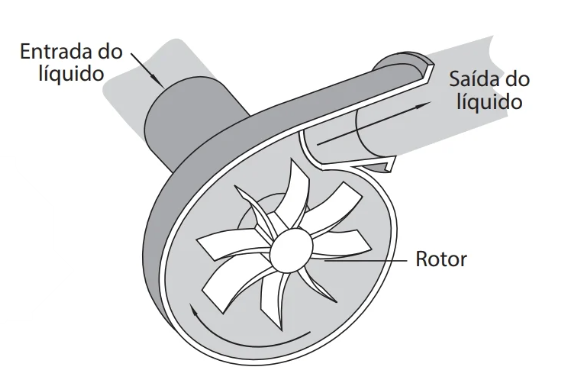 Entrada do
líquido
Saída do
líquido
Rotor